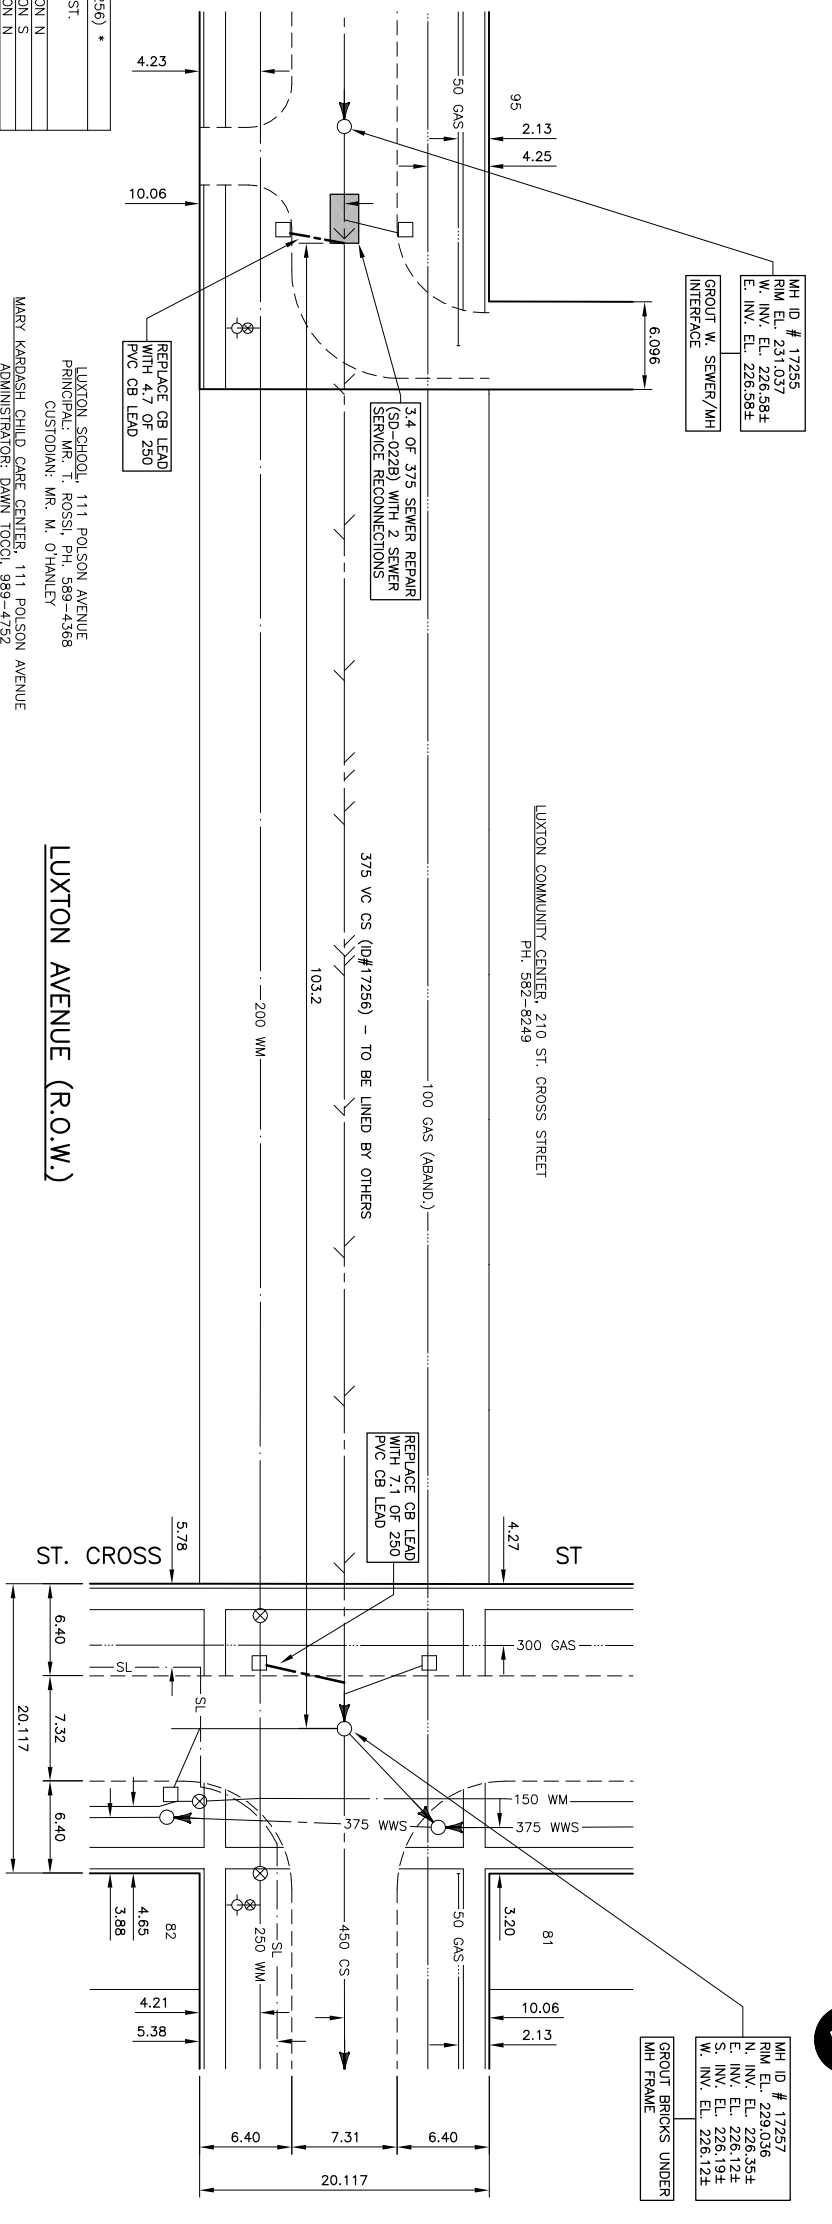 256) *
ST.
ON N
ON S
ON N
4.23
10.06
50 GAS
95
2.13
4.25
MH ID # 17255
RIM EL. 231.037
W. INV. EL. 226.58±
E. INV. EL. 226.58±
GROUT W. SEWER/MH
INTERFACE
6.096
REPLACE CB LEAD
WITH 4.7 OF 250
PVC CB LEAD
3.4 OF 375 SEWER REPAIR
(SD-022B) WITH 2 SEWER
SERVICE RECONNECTIONS
LUXTON SCHOOL, 111 POLSON AVENUE
PRINCIPAL: MR. T. ROSSI, PH. 589-4368
CUSTODIAN: MR. M. O'HANLEY
MARY KARDASH CHILD CARE CENTER, 111 POLSON AVENUE
ADMINISTRATOR: DAWN TOCCI, 989-4752
LUXTON COMMUNITY CENTER, 210 ST. CROSS STREET
PH. 582-8249
375 VC CS (ID#17256) - TO BE LINED BY OTHERS
103.2
200 WM
100 GAS (ABAND.)
LUXTON AVENUE (R.O.W.)
REPLACE CB LEAD
WITH 7.1 OF 250
PVC CB LEAD
5.78
4.27
ST. CROSS
ST
6.40
7.32
6.40
20.117
SL
SL
300 GAS
150 WM
375 WWS
375 WWS
3.88
4.65
82
3.20
81
250 WM
SL
450 CS
50 GAS
4.21
5.38
10.06
2.13
MH ID # 17257
RIM EL. 229.036
N. INV. EL. 226.35±
E. INV. EL. 226.12±
S. INV. EL. 226.19±
W. INV. EL. 226.12±
GROUT BRICKS UNDER
MH FRAME
6.40
7.31
6.40
20.117